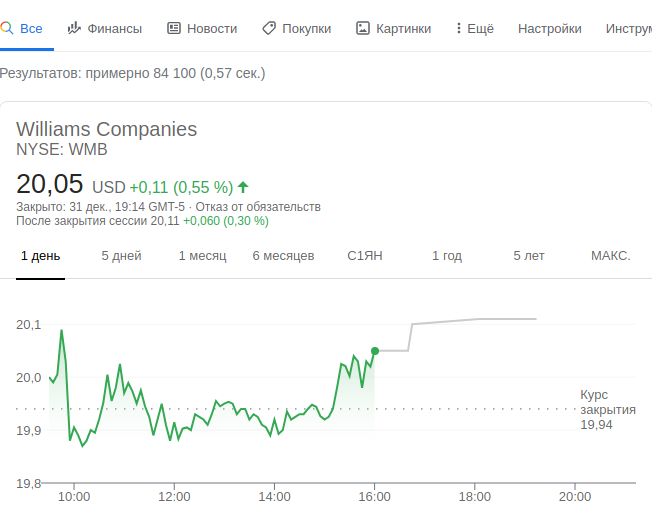 Все Финансы Новости Покупки Картинки Ещё Настройки Инструм
Результатов: примерно 84 100 (0,57 сек.)
Williams Companies
NYSE: WMB
20,05 USD +0,11 (0,55 %)
Закрыто: 31 дек., 19:14 GMT-5 · Отказ от обязательств
После закрытия сессии 20,11 +0,060 (0,30 %)
1 день 5 дней 1 месяц 6 месяцев С1ЯН 1 год 5 лет МАКС.
20,1
20,0
Курс
закрытия
19,94
19,9
19,8
10:00 12:00 14:00 16:00 18:00 20:00